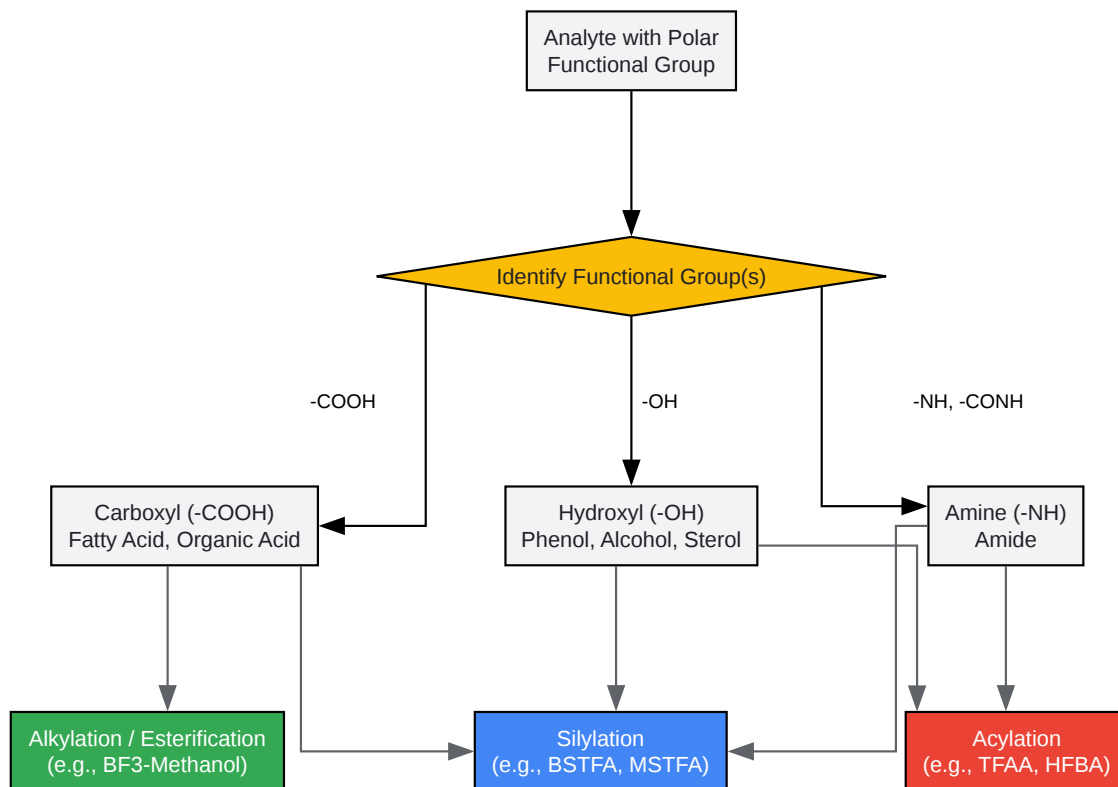 Analyte with Polar
Functional Group
Identify Functional Group(s)
-COOH
-OH
-NH, -CONH
Carboxyl (-COOH)
Fatty Acid, Organic Acid
Hydroxyl (-OH)
Phenol, Alcohol, Sterol
Amine (-NH)
Amide
Alkylation / Esterification
(e.g., BF3-Methanol)
Silylation
(e.g., BSTFA, MSTFA)
Acylation
(e.g., TFAA, HFBA)